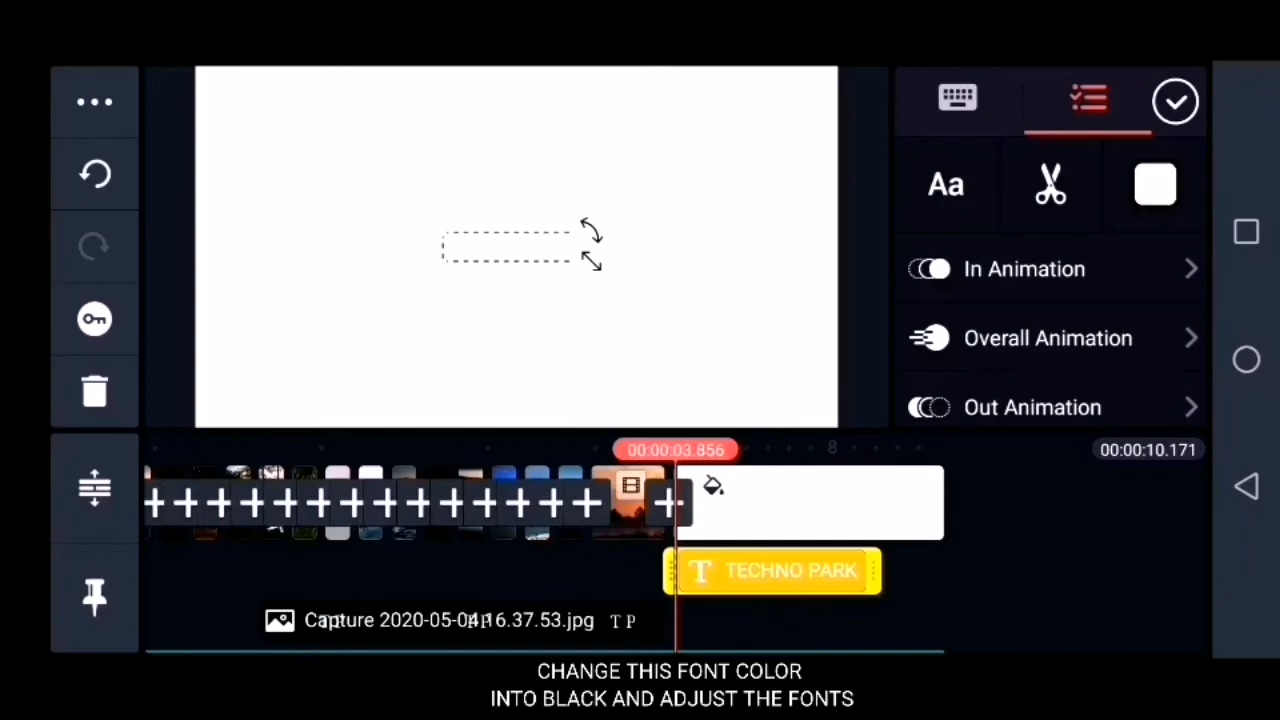 Aa
In Animation
Overall Animation
Out Animation
00:00:03.856
8
00:00:10.171
T TECHNO PARK
Capture 2020-05-04 16.37.53.jpg
T P
CHANGE THIS FONT COLOR
INTO BLACK AND ADJUST THE FONTS